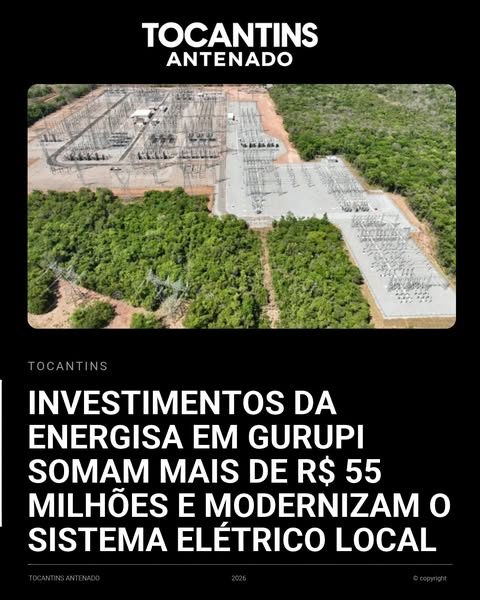 TOCANTINS
ANTENADO
TOCANTINS
INVESTIMENTOS DA
ENERGISA EM GURUPI
SOMAM MAIS DE R$ 55
MILHÕES E MODERNIZAM O
SISTEMA ELÉTRICO LOCAL
TOCANTINS ANTENADO 2026 © copyright